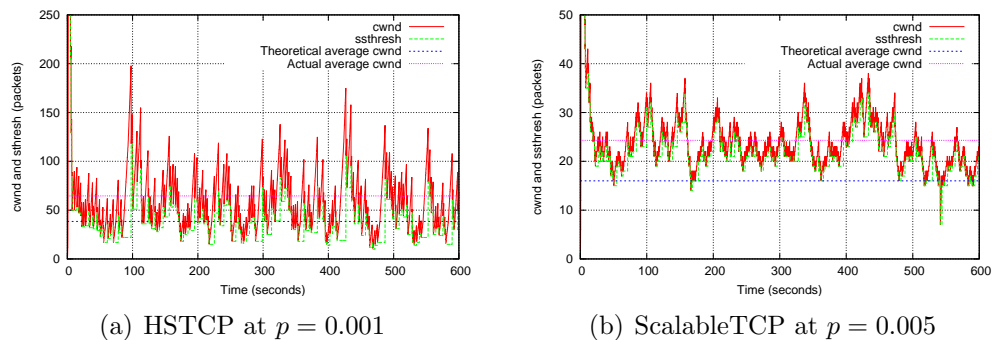 cwnd and ssthresh (packets)
250
200
150
100
50
0
cwnd
ssthresh
Theoretical average cwnd
Actual average cwnd
0 100 200 300 400 500 600
Time (seconds)
(a) HSTCP at p = 0.001
cwnd and ssthresh (packets)
50
40
30
20
10
0
cwnd
ssthresh
Theoretical average cwnd
Actual average cwnd
0 100 200 300 400 500 600
Time (seconds)
(b) ScalableTCP at p = 0.005